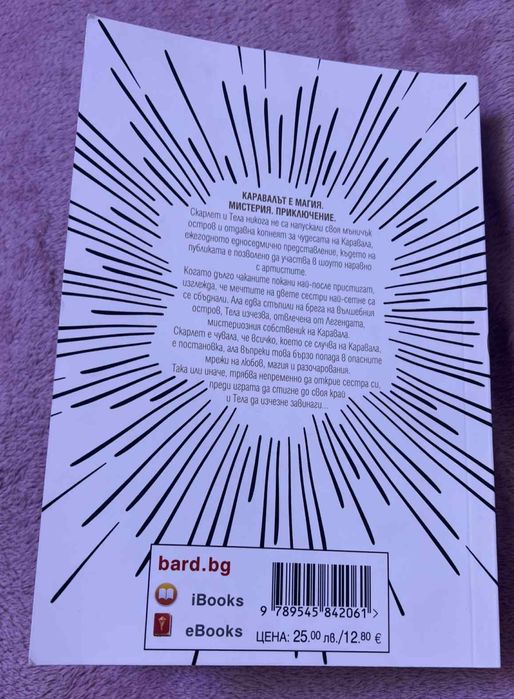 КАРАВАЛЪТ Е МАГИЯ.
МИСТЕРИЯ. ПРИКЛЮЧЕНИЕ.
Скарлет и Тела никога не са напускали своя мъничък
остров и отдавна копнеят за чудесата на Каравала,
ежегодното едноседмично представление, където на
публиката е позволено да участва в шоуто наравно
с артистите.
Когато дълго чаканите покани най-после пристигат,
изглежда, че мечтите на двете сестри най-сетне са
се сбъднали. Ала едва стъпили на брега на вълшебния
остров, Тела изчезва, отвлечена от Легендата,
мистериозния собственик на Каравала.
Скарлет е чувала, че всичко, което се случва на Каравала,
е постановка, ала въпреки това бързо попада в опасните
мрежи на любов, магия и разочарования.
Така или иначе, трябва непременно да открие сестра си,
преди играта да стигне до своя край
и Тела да изчезне завинаги...
bard.bg
iBooks
eBooks
9 789545 842061 >
ЦЕНА: 25.00 лв./12.80 €